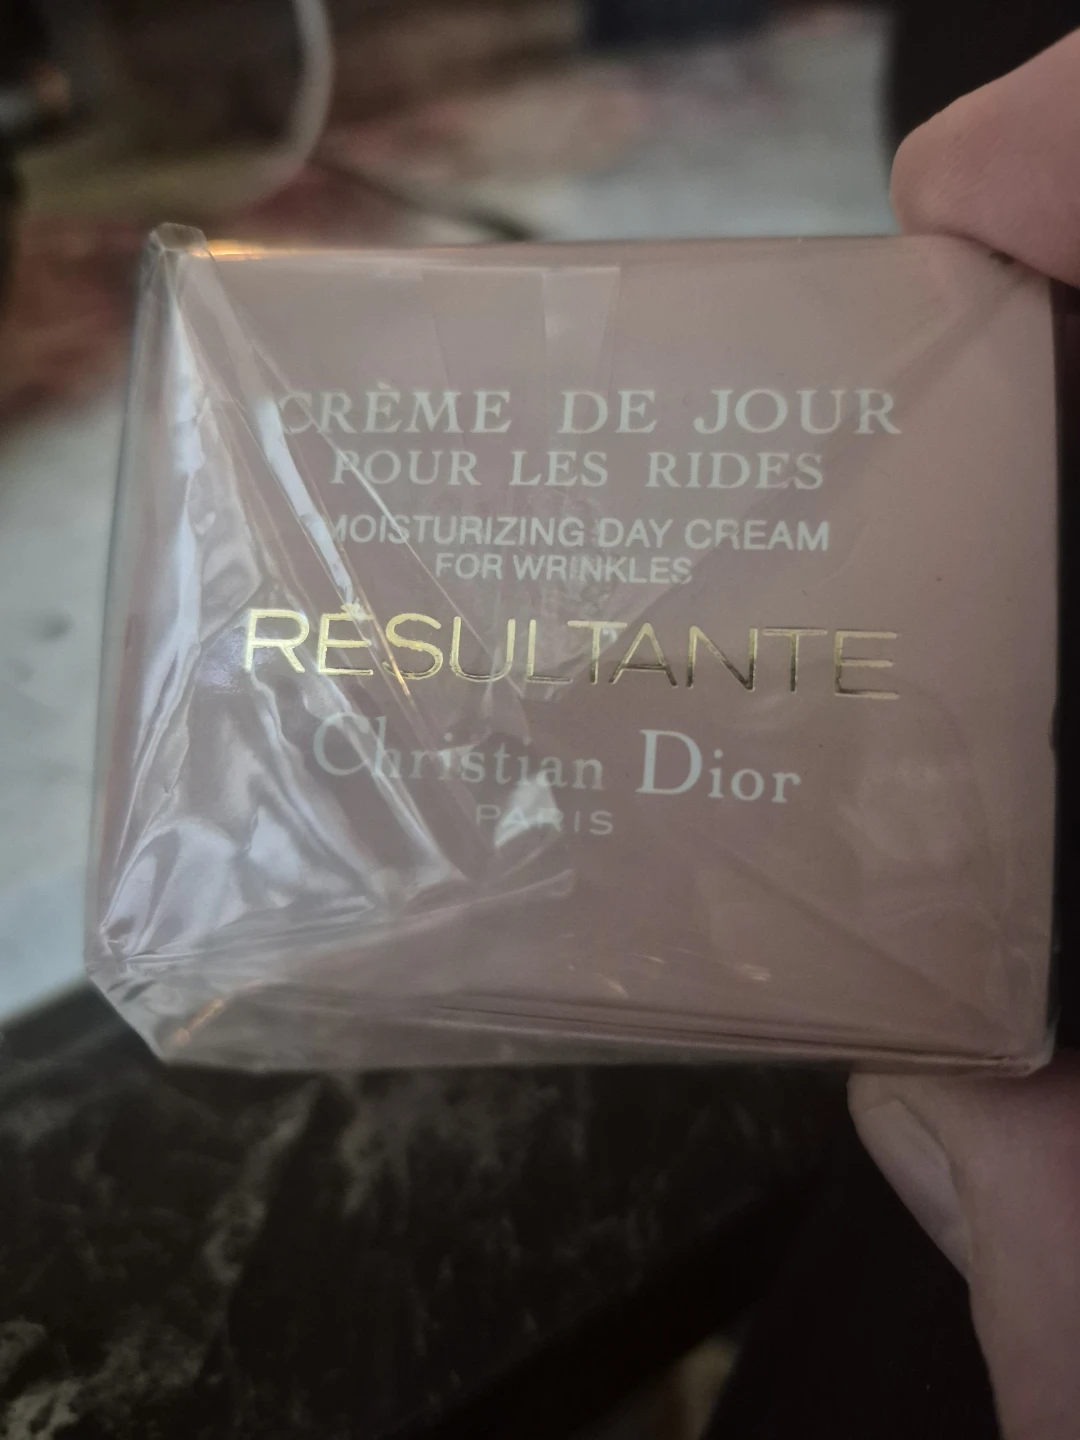 CRÈME DE JOUR
POUR LES RIDES
MOISTURIZING DAY CREAM
FOR WRINKLES
RÉSULTANTE
Christian Dior
PARIS